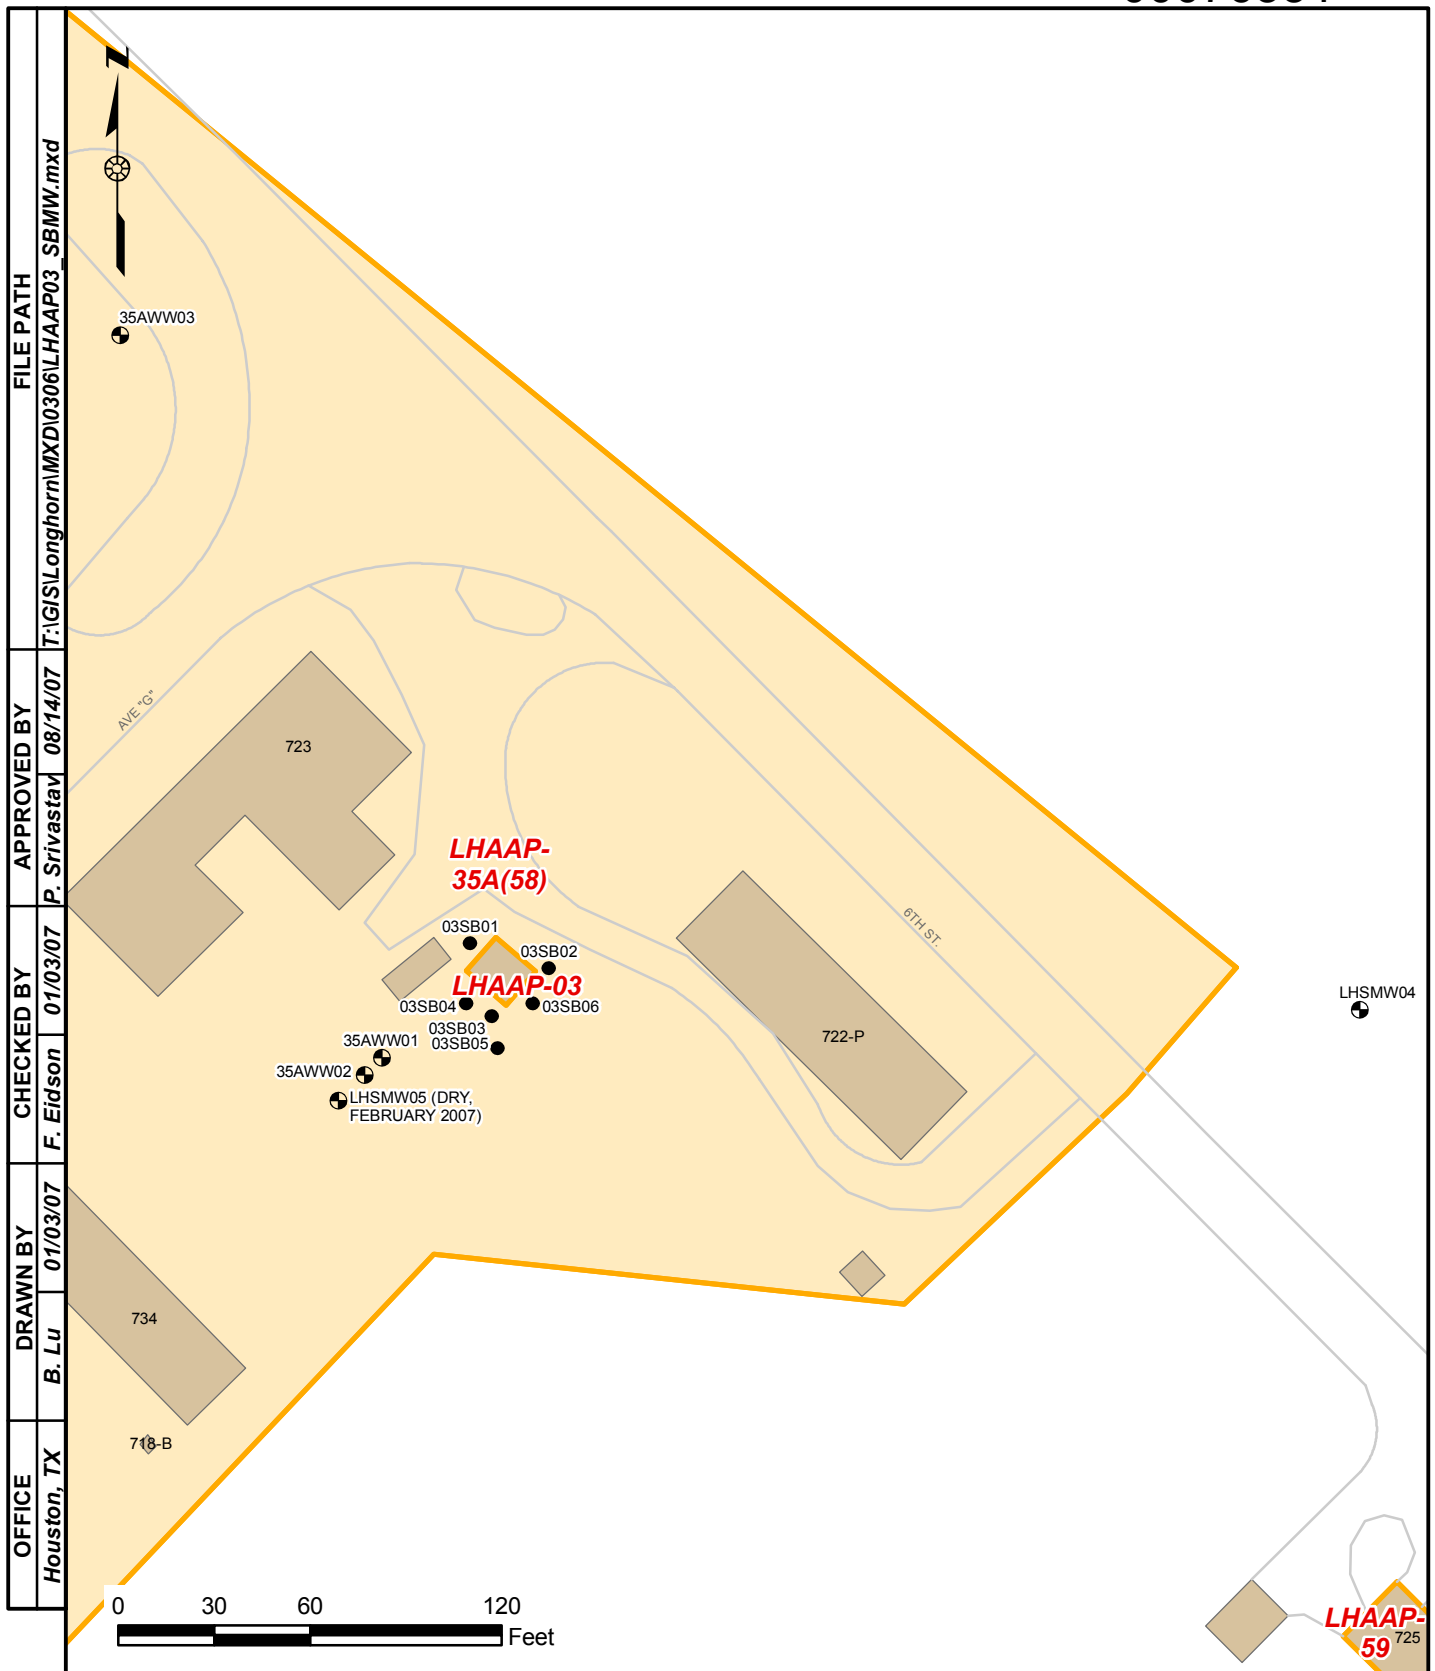 FILE PATH
T:\GIS\Longhorn\MXD\0306\LHAAP03_SBMW.mxd
APPROVED BY
P. Srivastav
08/14/07
CHECKED BY
F. Eidson
01/03/07
DRAWN BY
B. Lu
01/03/07
OFFICE
Houston, TX
N
35AWW03
AVE "G"
723
LHAAP-
35A(58)
6TH ST.
03SB01
03SB02
LHAAP-03
03SB04
03SB06
03SB03
03SB05
35AWW01
35AWW02
LHSMW05 (DRY,
FEBRUARY 2007)
722-P
LHSMW04
734
718-B
0 30 60 120
Feet
LHAAP-
59
725